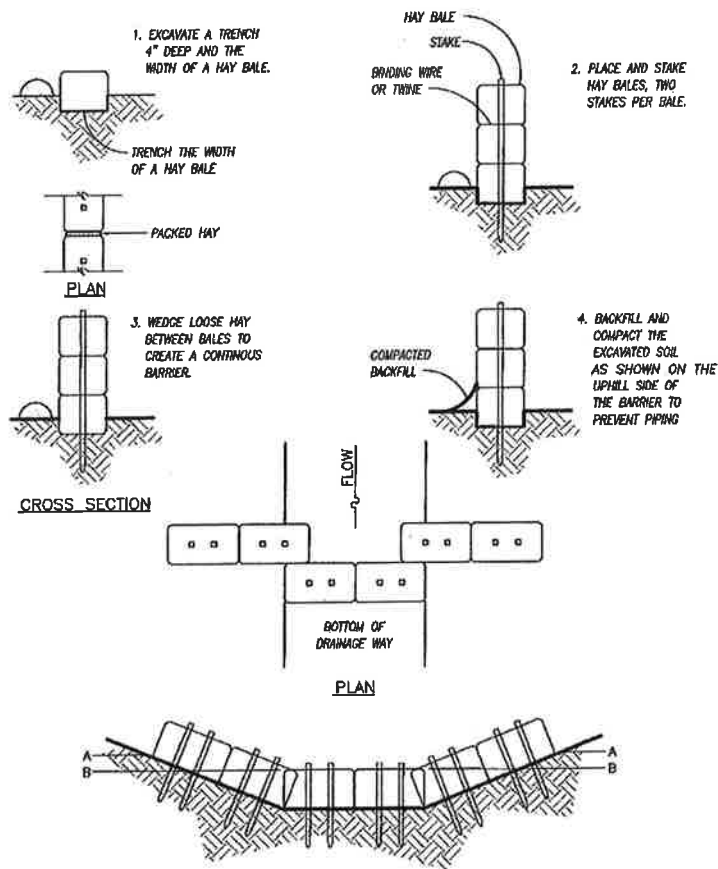 1. EXCAVATE A TRENCH
4" DEEP AND THE
WIDTH OF A HAY BALE.
TRENCH THE WIDTH
OF A HAY BALE
HAY BALE
STAKE
BINDING WIRE
OR TWINE
2. PLACE AND STAKE
HAY BALES, TWO
STAKES PER BALE.
PACKED HAY
PLAN
3. WEDGE LOOSE HAY
BETWEEN BALES TO
CREATE A CONTINOUS
BARRIER.
CROSS SECTION
COMPACTED
BACKFILL
4. BACKFILL AND
COMPACT THE
EXCAVATED SOIL
AS SHOWN ON THE
UPHILL SIDE OF
THE BARRIER TO
PREVENT PIPING
FLOW
BOTTOM OF
DRAINAGE WAY
PLAN
A A
B B